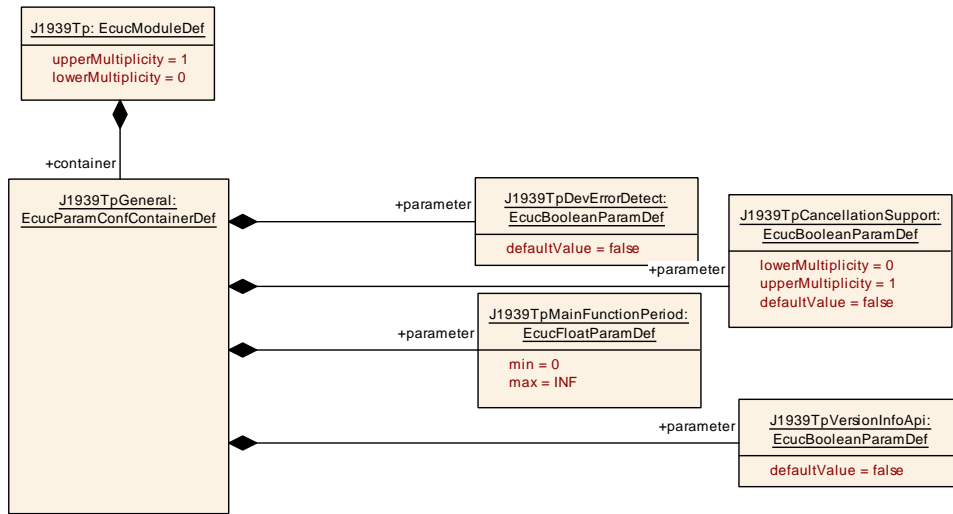 J1939Tp: EcucModuleDef
upperMultiplicity = 1
lowerMultiplicity = 0
+container
J1939TpGeneral:
EcucParamConfContainerDef
+parameter
J1939TpDevErrorDetect:
EcucBooleanParamDef
defaultValue = false
+parameter
J1939TpCancellationSupport:
EcucBooleanParamDef
lowerMultiplicity = 0
upperMultiplicity = 1
defaultValue = false
+parameter
J1939TpMainFunctionPeriod:
EcucFloatParamDef
min = 0
max = INF
+parameter
J1939TpVersionInfoApi:
EcucBooleanParamDef
defaultValue = false